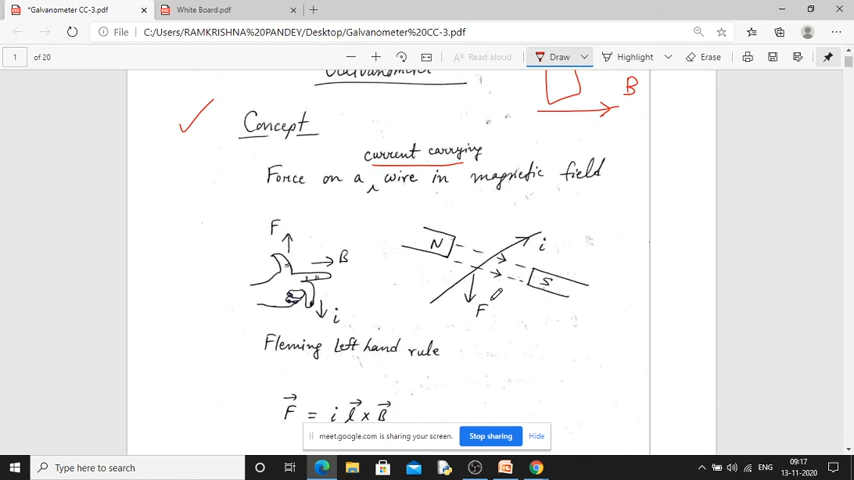 *Galvanometer CC-3.pdf
White Board.pdf
C:/Users/RAMKRISHNA%20PANDEY/Desktop/Galvanometer%20CC-3.pdf
1 of 20
Read aloud
Draw
Highlight
Erase
Galvanometer
B
Concept
current carrying
Force on a wire in magnetic field
F
B
i
N
i
S
F
Fleming Left hand rule
F = i l x B
meet.google.com is sharing your screen.
Stop sharing
Hide
Type here to search
ENG
09:17
13-11-2020